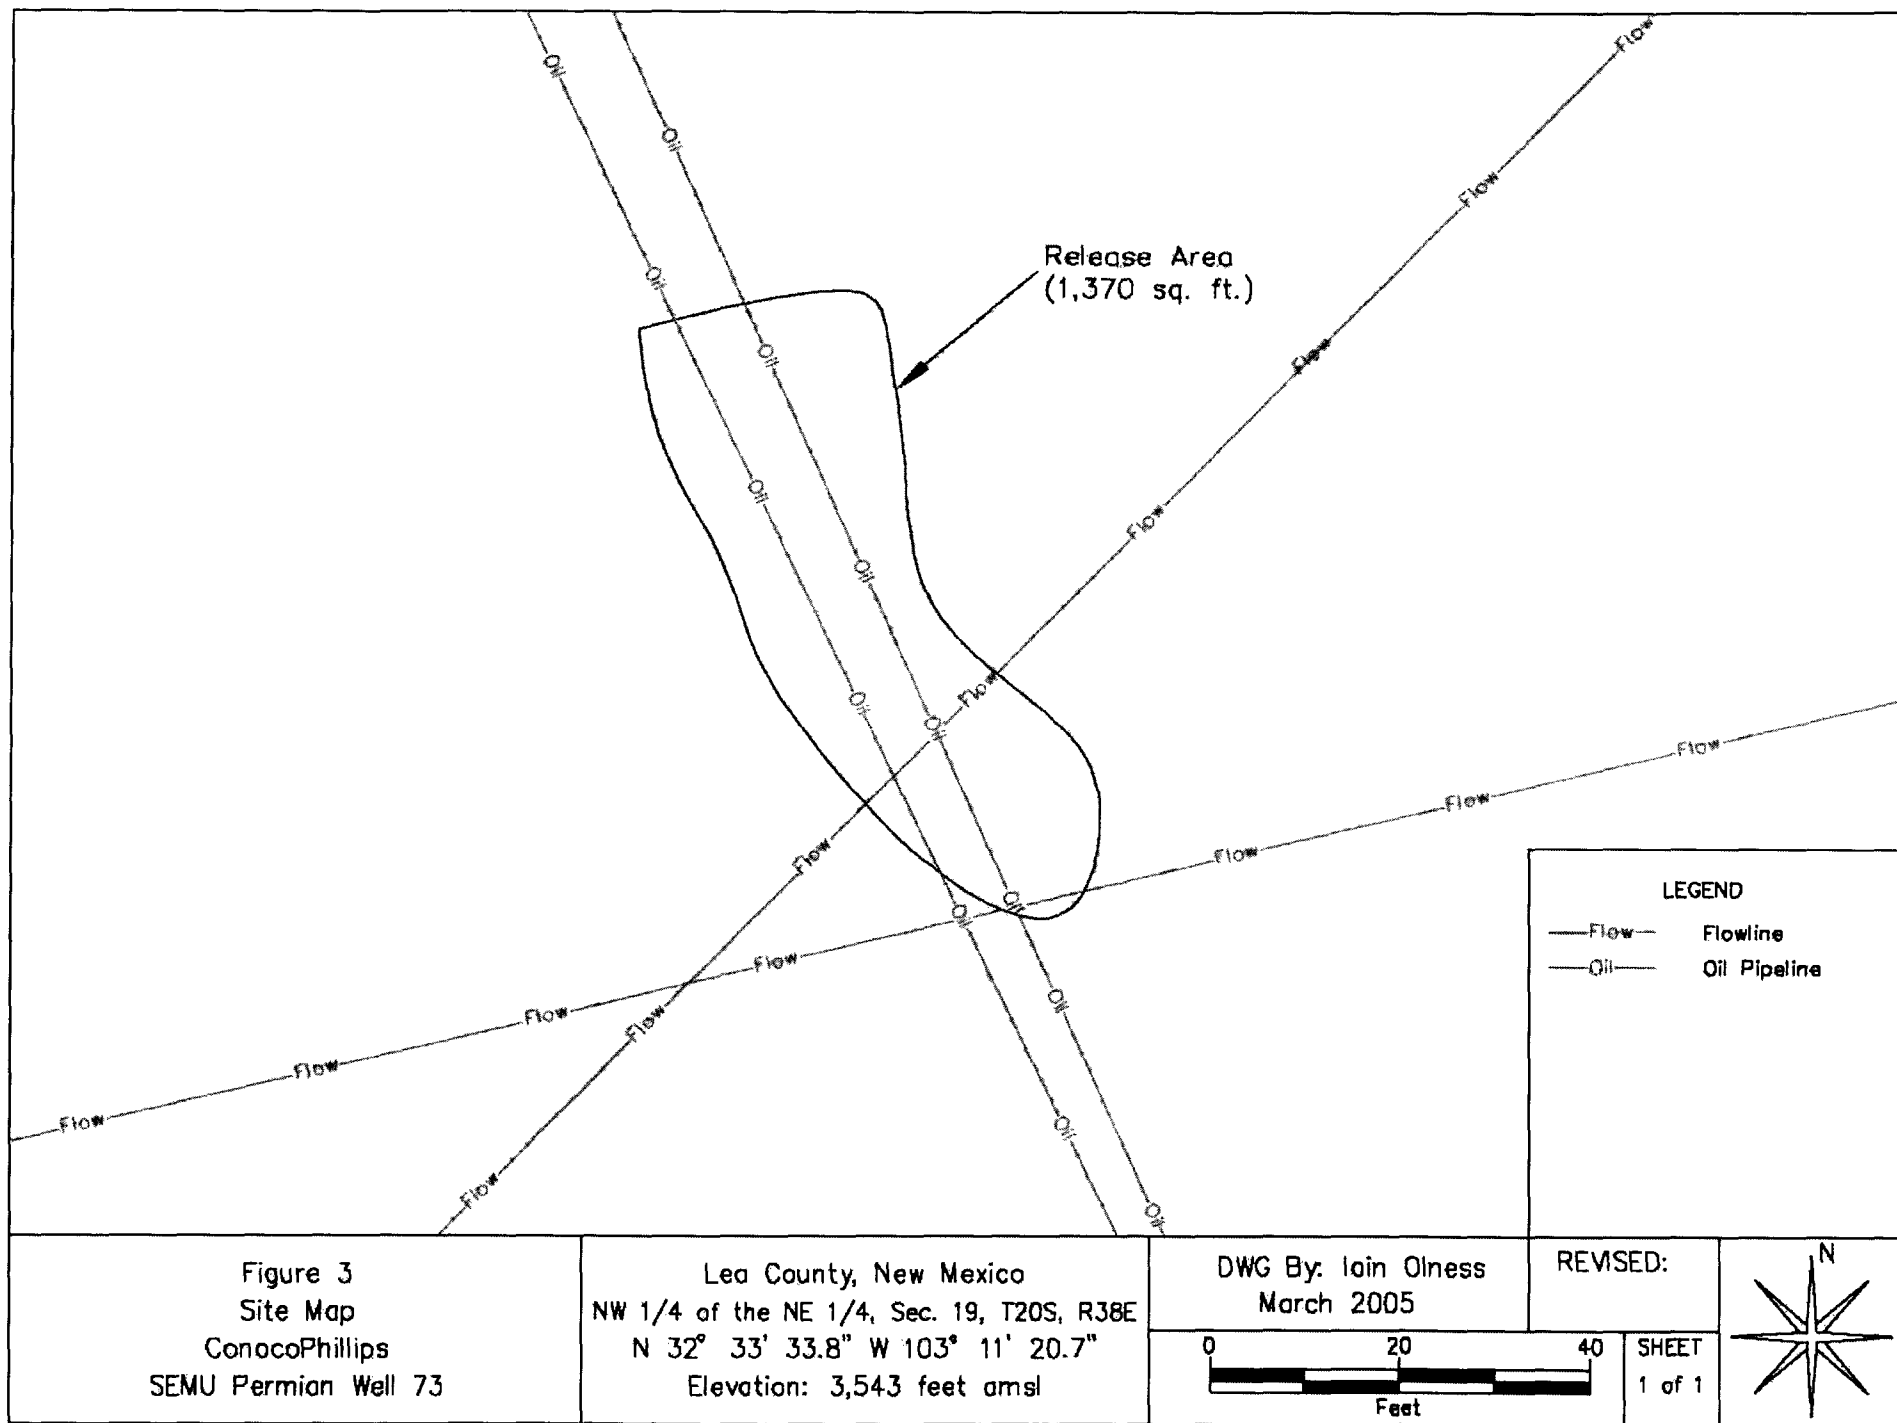 Oil
Oil
Flow
Oil
Flow
Release Area
(1,370 sq. ft.)
Oil
Oil
Flow
Oil
Flow
Oil
Oil
Flow
Oil
Flow
Flow
Flow
Flow
Oil
Oil
Flow
Oil
Flow
Flow
Flow
Flow
Oil
Flow
Oil
LEGEND
Flow Flowline
Oil Oil Pipeline
Figure 3
Site Map
ConocoPhillips
SEMU Permian Well 73
Lea County, New Mexico
NW 1/4 of the NE 1/4, Sec. 19, T20S, R38E
N 32° 33' 33.8" W 103° 11' 20.7"
Elevation: 3,543 feet amsl
DWG By: Iain Olness
March 2005
REVISED:
0 20 40
Feet
SHEET
1 of 1
N